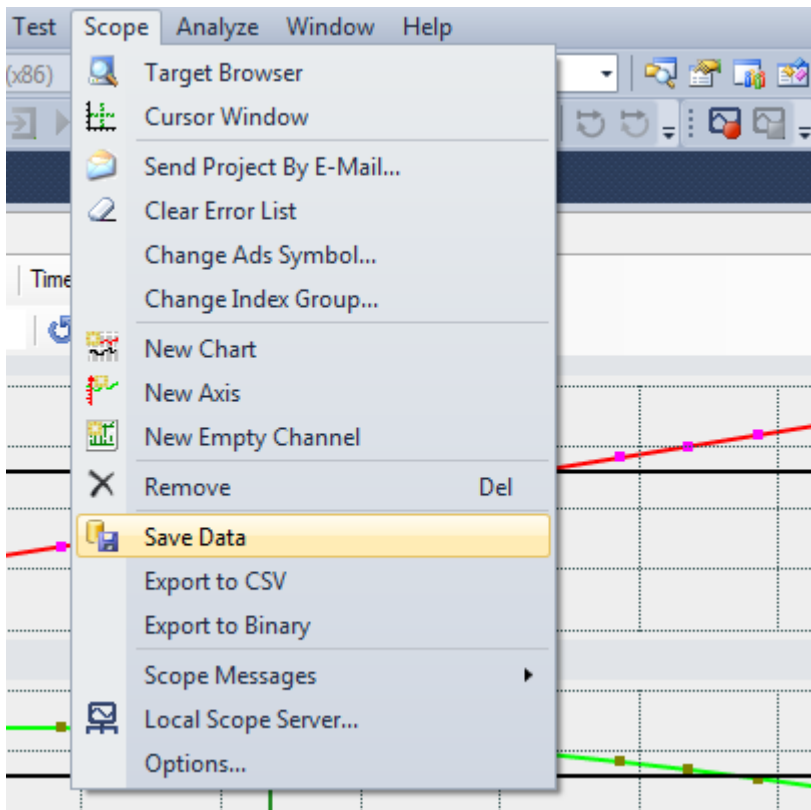 Test Scope Analyze Window Help
(x86)
Target Browser
Cursor Window
Send Project By E-Mail...
Clear Error List
Change Ads Symbol...
Time
Change Index Group...
New Chart
New Axis
New Empty Channel
Remove Del
Save Data
Export to CSV
Export to Binary
Scope Messages
Local Scope Server...
Options...